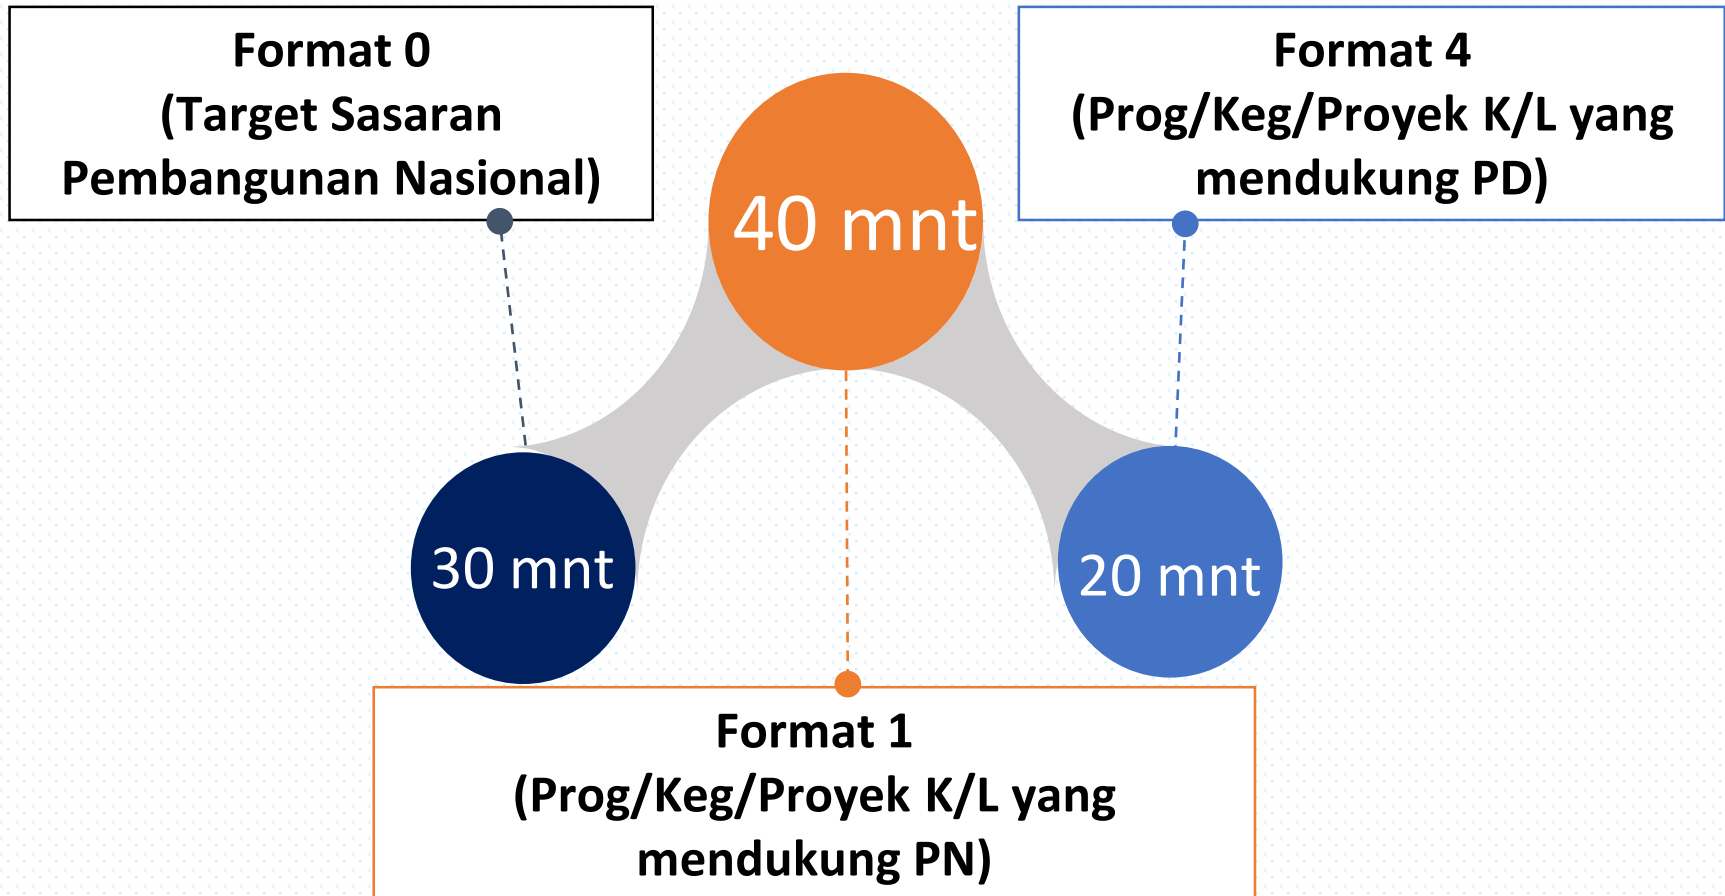 Format 0
(Target Sasaran
Pembangunan Nasional)
Format 4
(Prog/Keg/Proyek K/L yang
mendukung PD)
40 mnt
30 mnt
20 mnt
Format 1
(Prog/Keg/Proyek K/L yang
mendukung PN)